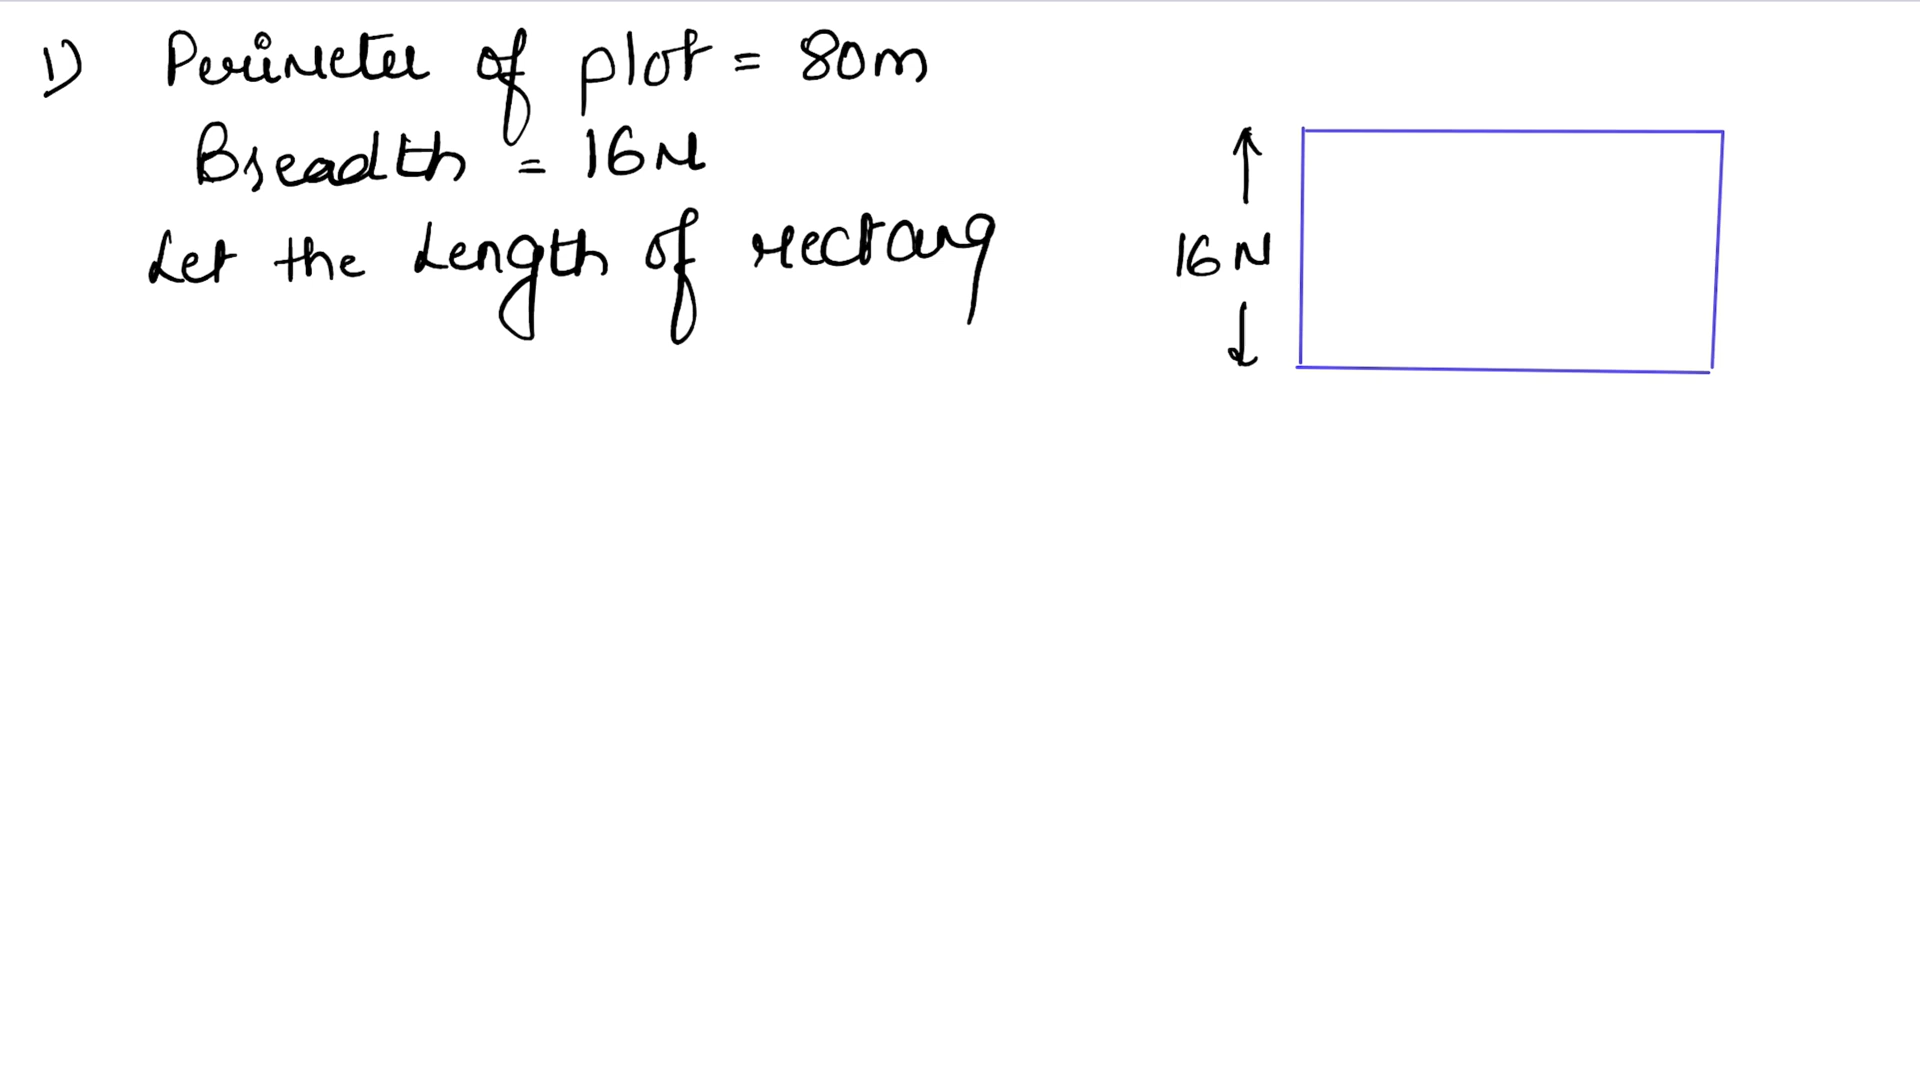 1) Perimeter of plot = 80m
Breadth = 16m
Let the Length of rectang
16m